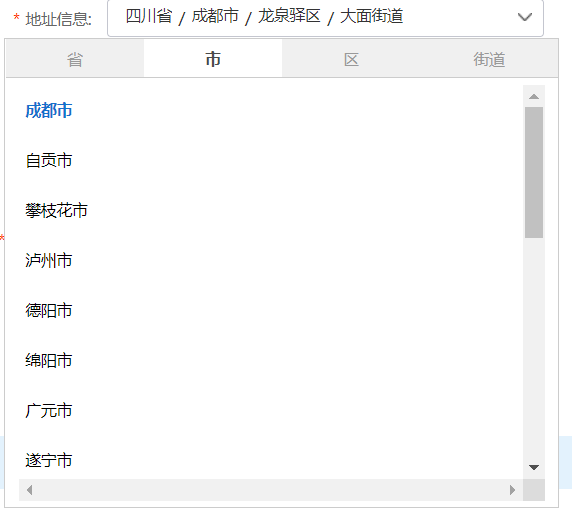 * 地址信息: 四川省 / 成都市 / 龙泉驿区 / 大面街道
省 市 区 街道
成都市
自贡市
攀枝花市
*
泸州市
德阳市
绵阳市
广元市
遂宁市